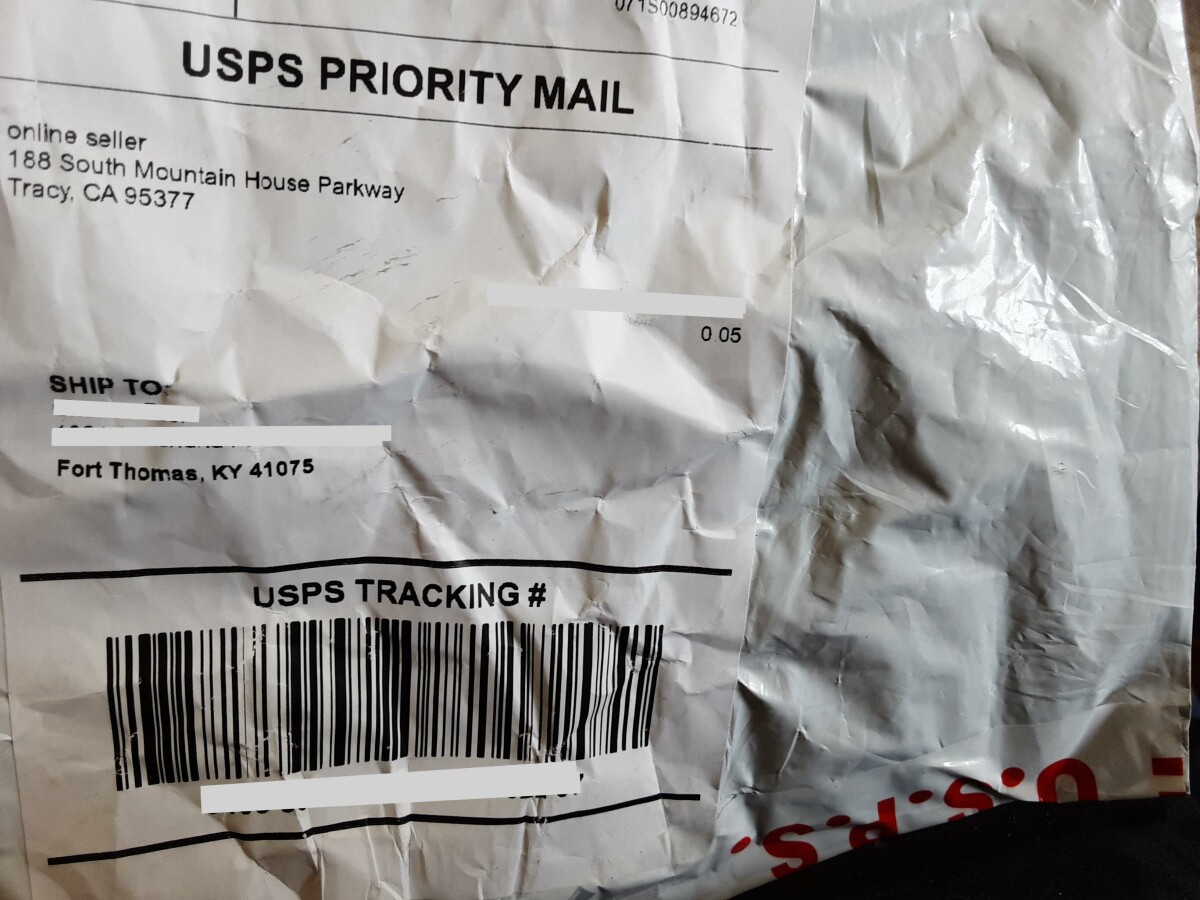 071S00894672
USPS PRIORITY MAIL
online seller
188 South Mountain House Parkway
Tracy, CA 95377
0.05
SHIP TO:
Fort Thomas, KY 41075
USPS TRACKING #
U.S.P.S.